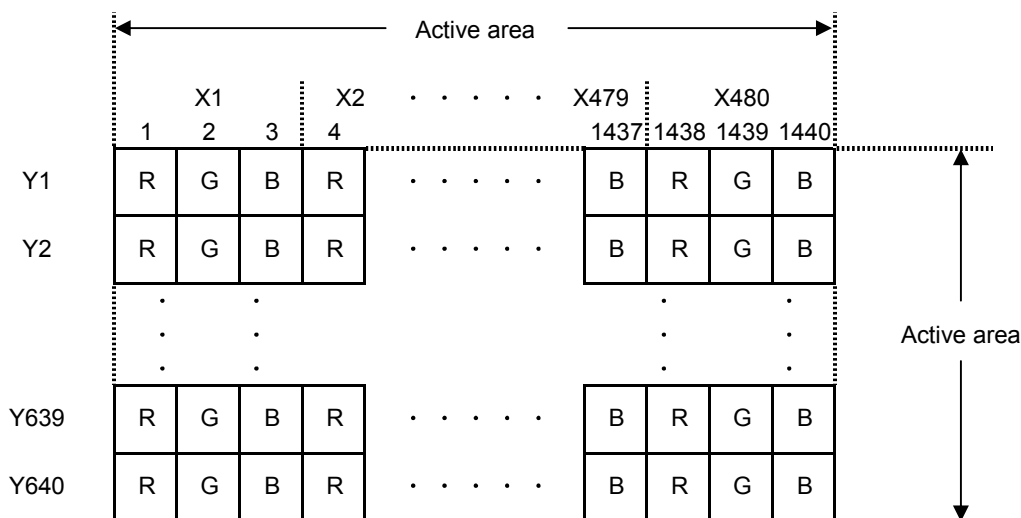 Active area
X1 X2 · · · · · X479 X480
1 2 3 4 1437 1438 1439 1440
Y1 R G B R · · · · · B R G B
Y2 R G B R · · · · · B R G B
· · · ·
· · · ·
Active area
· · · ·
Y639 R G B R · · · · · B R G B
Y640 R G B R · · · · · B R G B